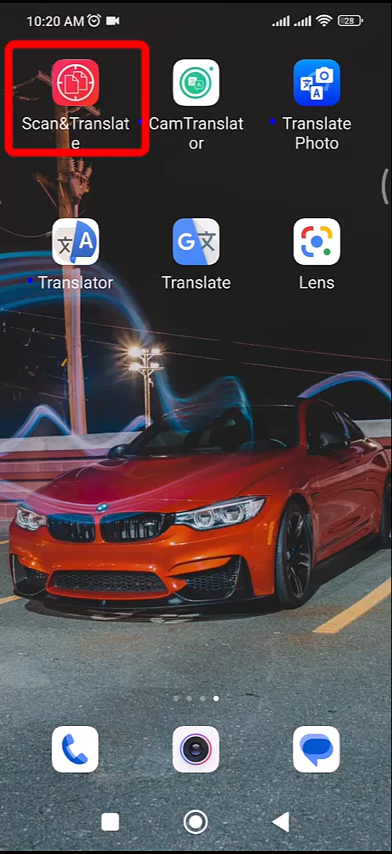 10:20 AM
28
Scan&Translat
e
CamTranslat
or
Translate
Photo
Translator
Translate
Lens